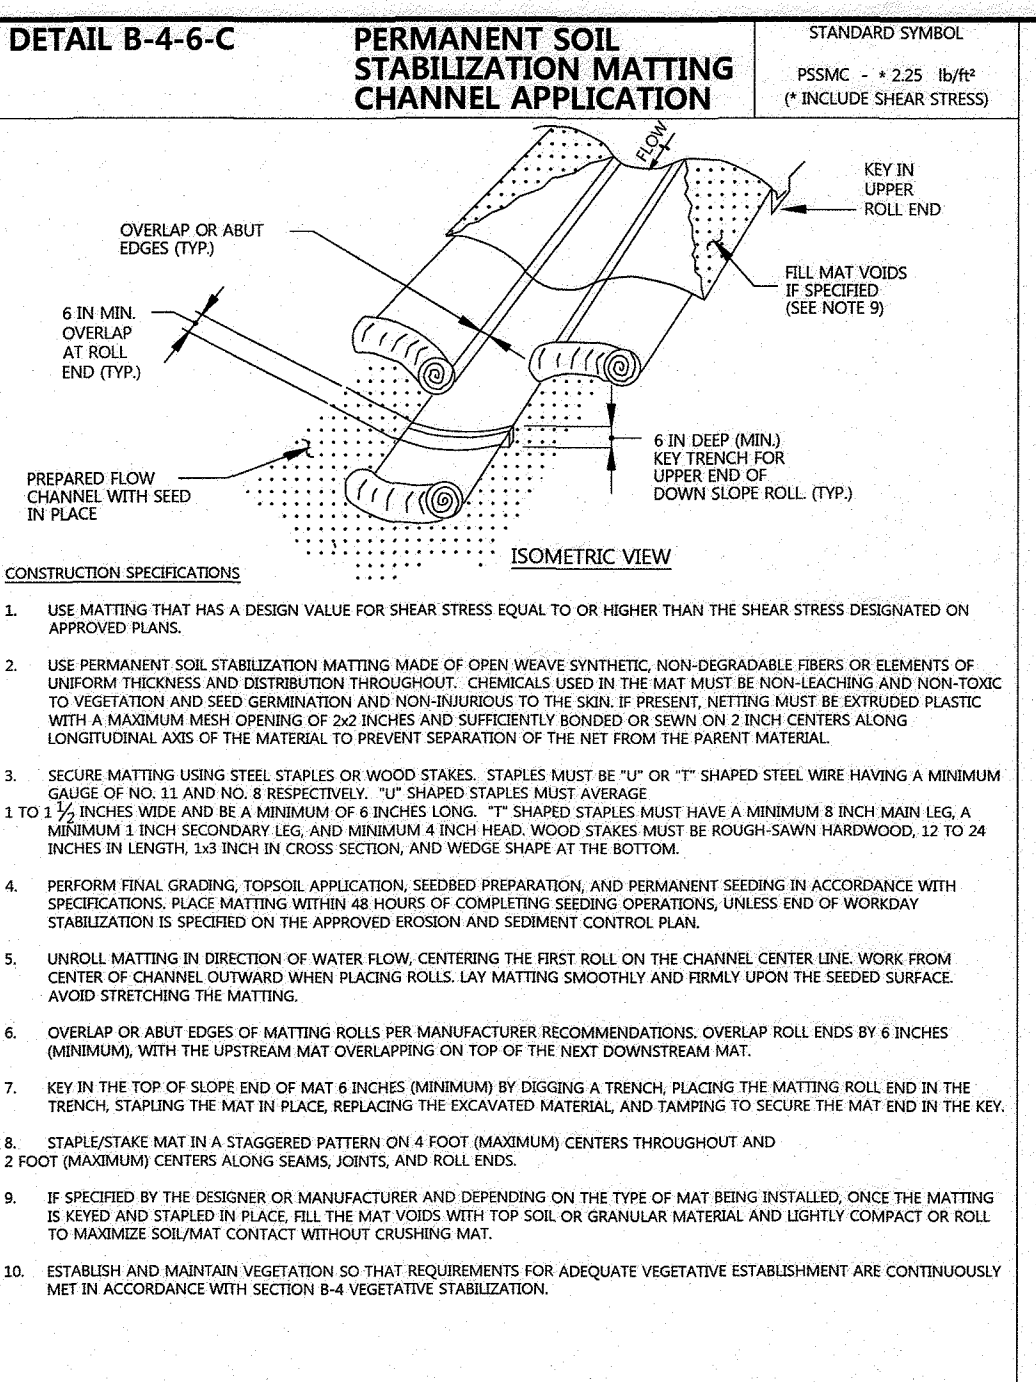 DETAIL B-4-6-C
PERMANENT SOIL
STABILIZATION MATTING
CHANNEL APPLICATION
STANDARD SYMBOL
PSSMC - * 2.25 lb/ft²
(* INCLUDE SHEAR STRESS)
FLOW
KEY IN
UPPER
ROLL END
OVERLAP OR ABUT
EDGES (TYP.)
FILL MAT VOIDS
IF SPECIFIED
(SEE NOTE 9)
6 IN MIN.
OVERLAP
AT ROLL
END (TYP.)
6 IN DEEP (MIN.)
KEY TRENCH FOR
UPPER END OF
DOWN SLOPE ROLL. (TYP.)
PREPARED FLOW
CHANNEL WITH SEED
IN PLACE
ISOMETRIC VIEW
CONSTRUCTION SPECIFICATIONS
1. USE MATTING THAT HAS A DESIGN VALUE FOR SHEAR STRESS EQUAL TO OR HIGHER THAN THE SHEAR STRESS DESIGNATED ON
APPROVED PLANS.
2. USE PERMANENT SOIL STABILIZATION MATTING MADE OF OPEN WEAVE SYNTHETIC, NON-DEGRADABLE FIBERS OR ELEMENTS OF
UNIFORM THICKNESS AND DISTRIBUTION THROUGHOUT. CHEMICALS USED IN THE MAT MUST BE NON-LEACHING AND NON-TOXIC
TO VEGETATION AND SEED GERMINATION AND NON-INJURIOUS TO THE SKIN. IF PRESENT, NETTING MUST BE EXTRUDED PLASTIC
WITH A MAXIMUM MESH OPENING OF 2x2 INCHES AND SUFFICIENTLY BONDED OR SEWN ON 2 INCH CENTERS ALONG
LONGITUDINAL AXIS OF THE MATERIAL TO PREVENT SEPARATION OF THE NET FROM THE PARENT MATERIAL.
3. SECURE MATTING USING STEEL STAPLES OR WOOD STAKES. STAPLES MUST BE "U" OR "T" SHAPED STEEL WIRE HAVING A MINIMUM
GAUGE OF NO. 11 AND NO. 8 RESPECTIVELY. "U" SHAPED STAPLES MUST AVERAGE
1 TO 1 1/2 INCHES WIDE AND BE A MINIMUM OF 6 INCHES LONG. "T" SHAPED STAPLES MUST HAVE A MINIMUM 8 INCH MAIN LEG, A
MINIMUM 1 INCH SECONDARY LEG, AND MINIMUM 4 INCH HEAD. WOOD STAKES MUST BE ROUGH-SAWN HARDWOOD, 12 TO 24
INCHES IN LENGTH, 1x3 INCH IN CROSS SECTION, AND WEDGE SHAPE AT THE BOTTOM.
4. PERFORM FINAL GRADING, TOPSOIL APPLICATION, SEEDBED PREPARATION, AND PERMANENT SEEDING IN ACCORDANCE WITH
SPECIFICATIONS. PLACE MATTING WITHIN 48 HOURS OF COMPLETING SEEDING OPERATIONS, UNLESS END OF WORKDAY
STABILIZATION IS SPECIFIED ON THE APPROVED EROSION AND SEDIMENT CONTROL PLAN.
5. UNROLL MATTING IN DIRECTION OF WATER FLOW, CENTERING THE FIRST ROLL ON THE CHANNEL CENTER LINE. WORK FROM
CENTER OF CHANNEL OUTWARD WHEN PLACING ROLLS. LAY MATTING SMOOTHLY AND FIRMLY UPON THE SEEDED SURFACE.
AVOID STRETCHING THE MATTING.
6. OVERLAP OR ABUT EDGES OF MATTING ROLLS PER MANUFACTURER RECOMMENDATIONS. OVERLAP ROLL ENDS BY 6 INCHES
(MINIMUM), WITH THE UPSTREAM MAT OVERLAPPING ON TOP OF THE NEXT DOWNSTREAM MAT.
7. KEY IN THE TOP OF SLOPE END OF MAT 6 INCHES (MINIMUM) BY DIGGING A TRENCH, PLACING THE MATTING ROLL END IN THE
TRENCH, STAPLING THE MAT IN PLACE, REPLACING THE EXCAVATED MATERIAL, AND TAMPING TO SECURE THE MAT END IN THE KEY.
8. STAPLE/STAKE MAT IN A STAGGERED PATTERN ON 4 FOOT (MAXIMUM) CENTERS THROUGHOUT AND
2 FOOT (MAXIMUM) CENTERS ALONG SEAMS, JOINTS, AND ROLL ENDS.
9. IF SPECIFIED BY THE DESIGNER OR MANUFACTURER AND DEPENDING ON THE TYPE OF MAT BEING INSTALLED, ONCE THE MATTING
IS KEYED AND STAPLED IN PLACE, FILL THE MAT VOIDS WITH TOP SOIL OR GRANULAR MATERIAL AND LIGHTLY COMPACT OR ROLL
TO MAXIMIZE SOIL/MAT CONTACT WITHOUT CRUSHING MAT.
10. ESTABLISH AND MAINTAIN VEGETATION SO THAT REQUIREMENTS FOR ADEQUATE VEGETATIVE ESTABLISHMENT ARE CONTINUOUSLY
MET IN ACCORDANCE WITH SECTION B-4 VEGETATIVE STABILIZATION.